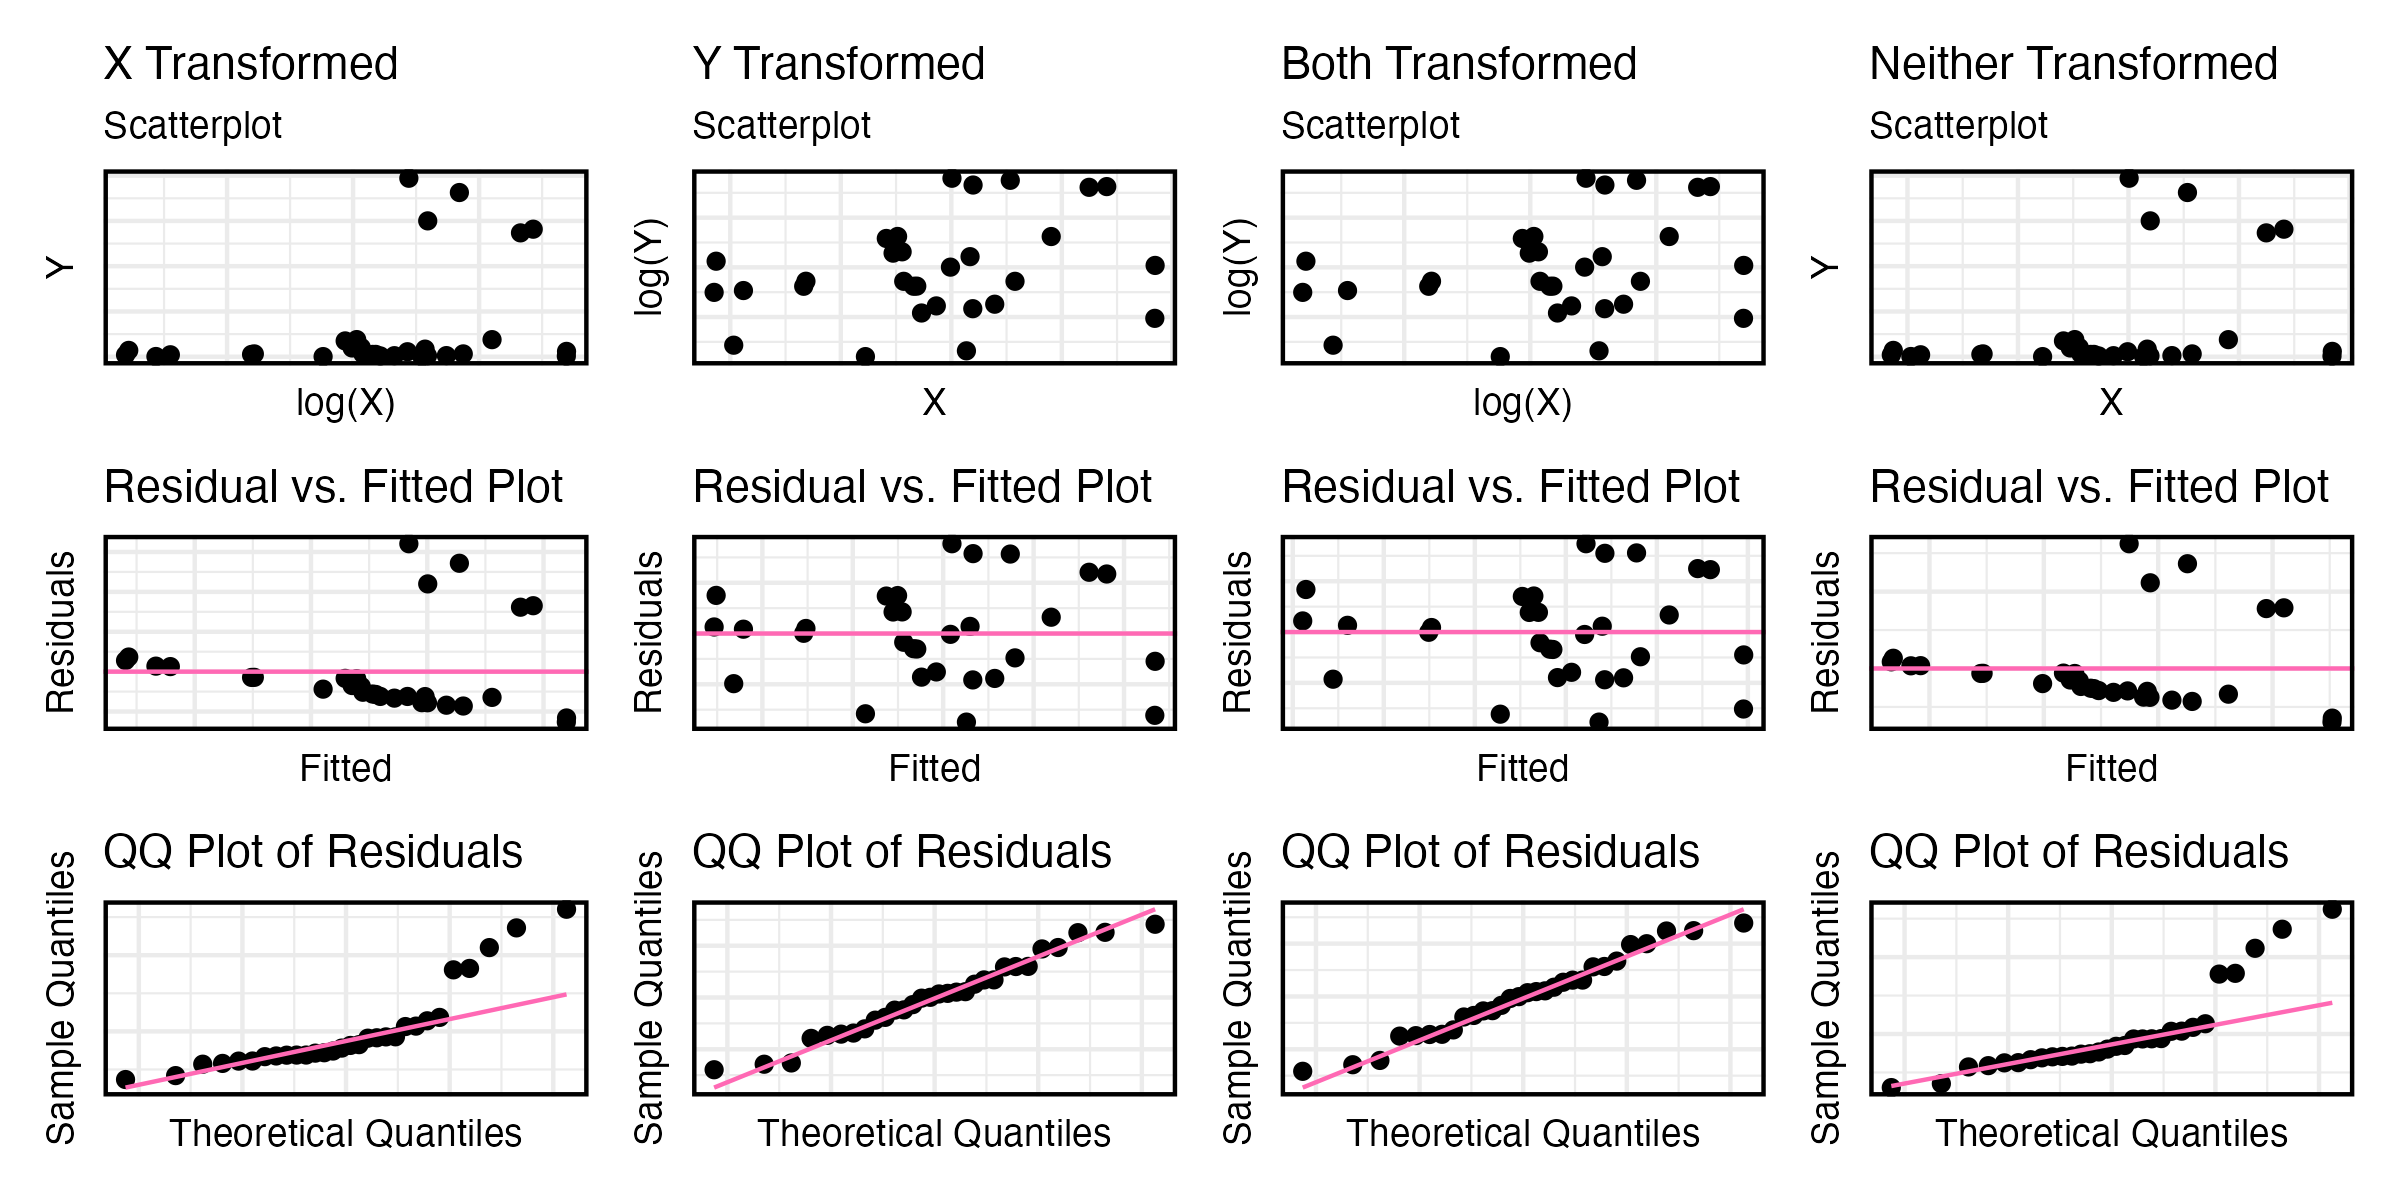 X Transformed
Scatterplot
Y
log(X)
Residual vs. Fitted Plot
Residuals
Fitted
QQ Plot of Residuals
Sample Quantiles
Theoretical Quantiles
Y Transformed
Scatterplot
log(Y)
X
Residual vs. Fitted Plot
Residuals
Fitted
QQ Plot of Residuals
Sample Quantiles
Theoretical Quantiles
Both Transformed
Scatterplot
log(Y)
log(X)
Residual vs. Fitted Plot
Residuals
Fitted
QQ Plot of Residuals
Sample Quantiles
Theoretical Quantiles
Neither Transformed
Scatterplot
Y
X
Residual vs. Fitted Plot
Residuals
Fitted
QQ Plot of Residuals
Sample Quantiles
Theoretical Quantiles